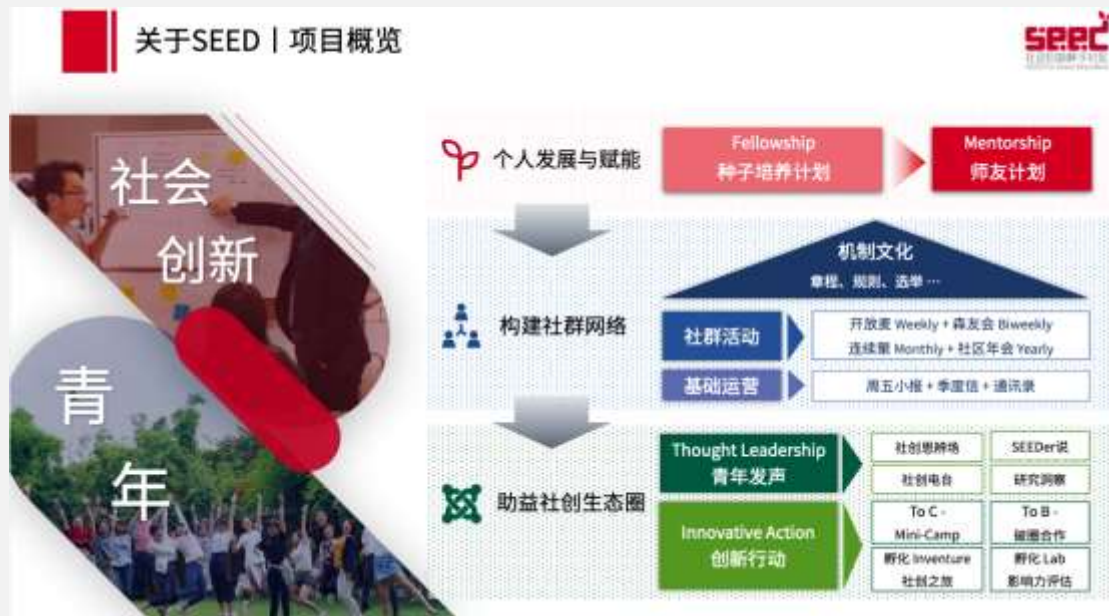 关于SEED丨项目概览
seed
社会
创新
青
年
个人发展与赋能
Fellowship
种子培养计划
Mentorship
师友计划
构建社群网络
机制文化
章程、规则、选举 …
社群活动
开放麦 Weekly + 森友会 Biweekly
Monthly + 社区年会 Yearly
基础运营
周五小报 + 季度信 + 通讯录
助益社创生态圈
Thought Leadership
青年发声
社创思辨场
SEEDer说
社创电台
研究洞察
Innovative Action
创新行动
To C -
Mini-Camp
To B -
破圈合作
孵化 Inventure
社创之旅
孵化 Lab
影响力评估